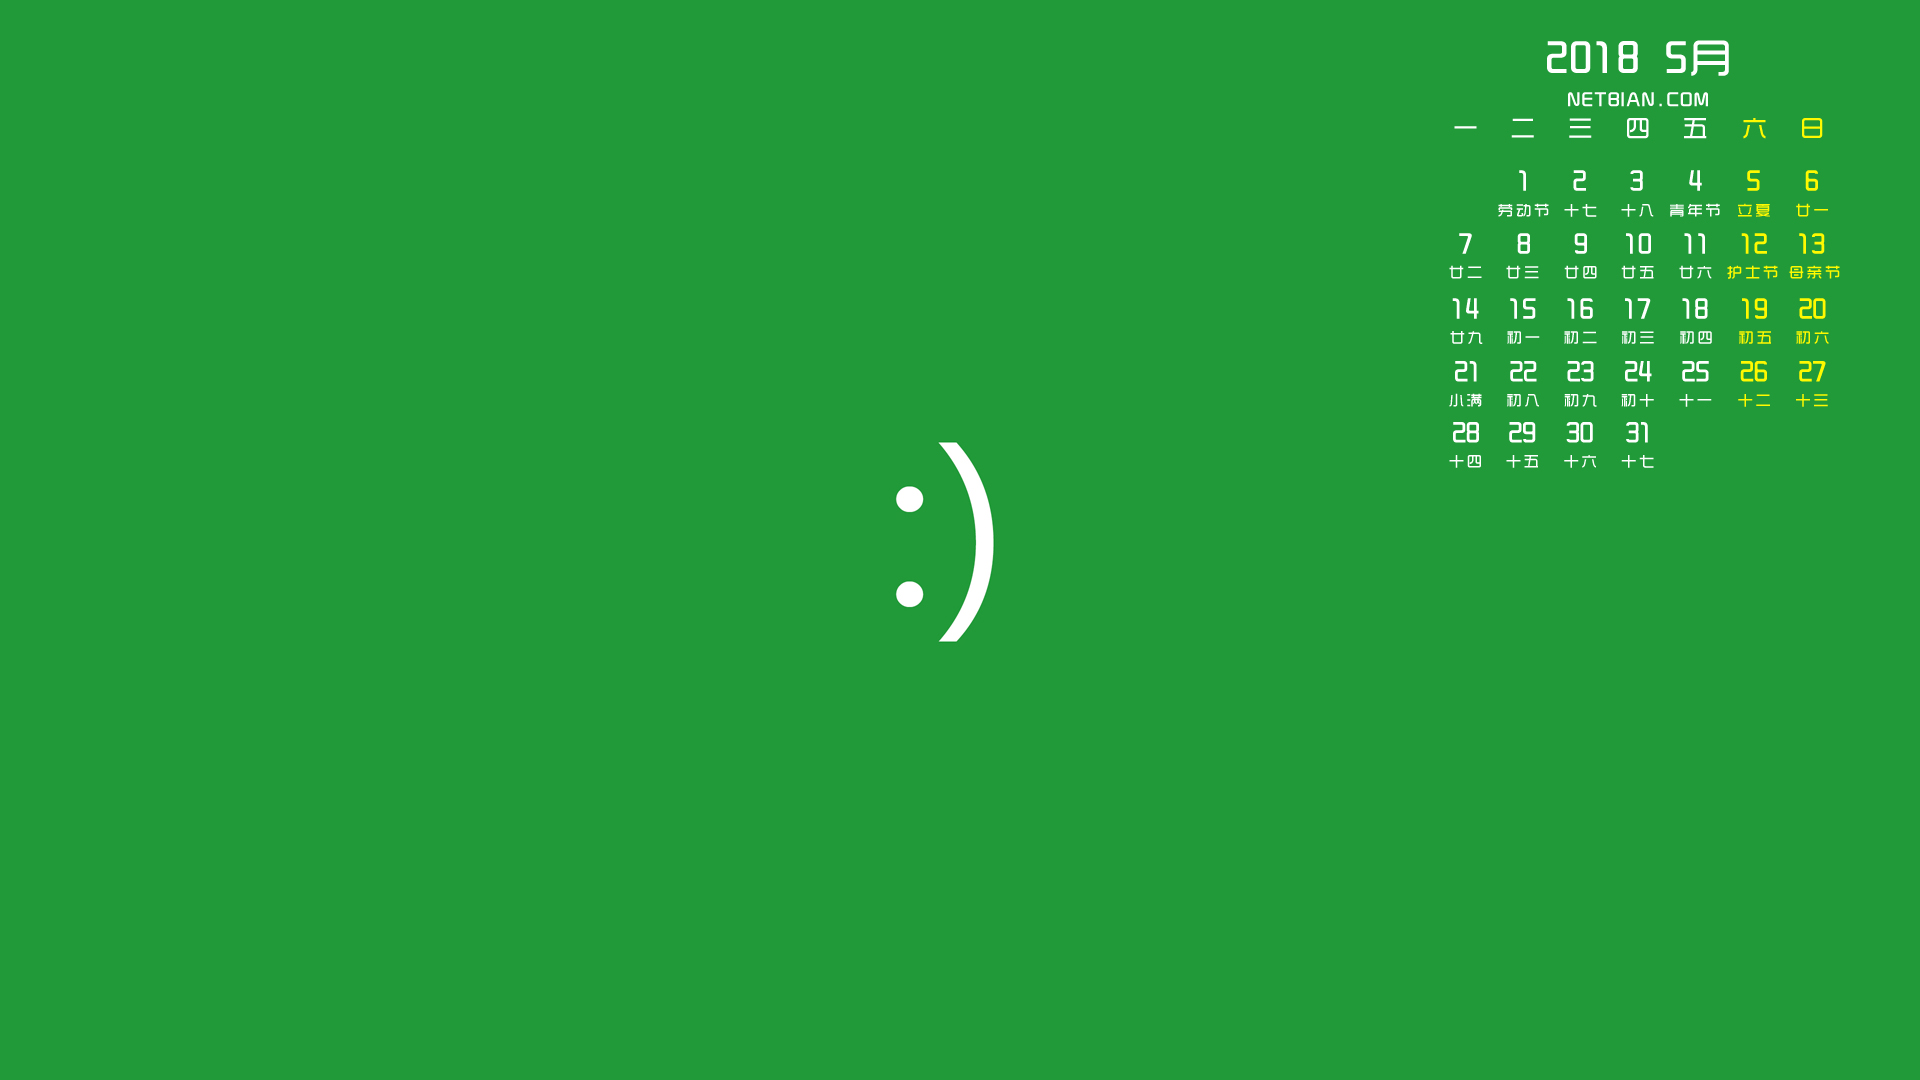 2018 5月
NETBIAN.COM
一 二 三 四 五 六 日
1 2 3 4 5 6
劳动节 十七 十八 青年节 立夏 廿一
7 8 9 10 11 12 13
廿二 廿三 廿四 廿五 廿六 护士节 母亲节
14 15 16 17 18 19 20
廿九 初一 初二 初三 初四 初五 初六
21 22 23 24 25 26 27
小满 初八 初九 初十 十一 十二 十三
28 29 30 31
十四 十五 十六 十七
:)